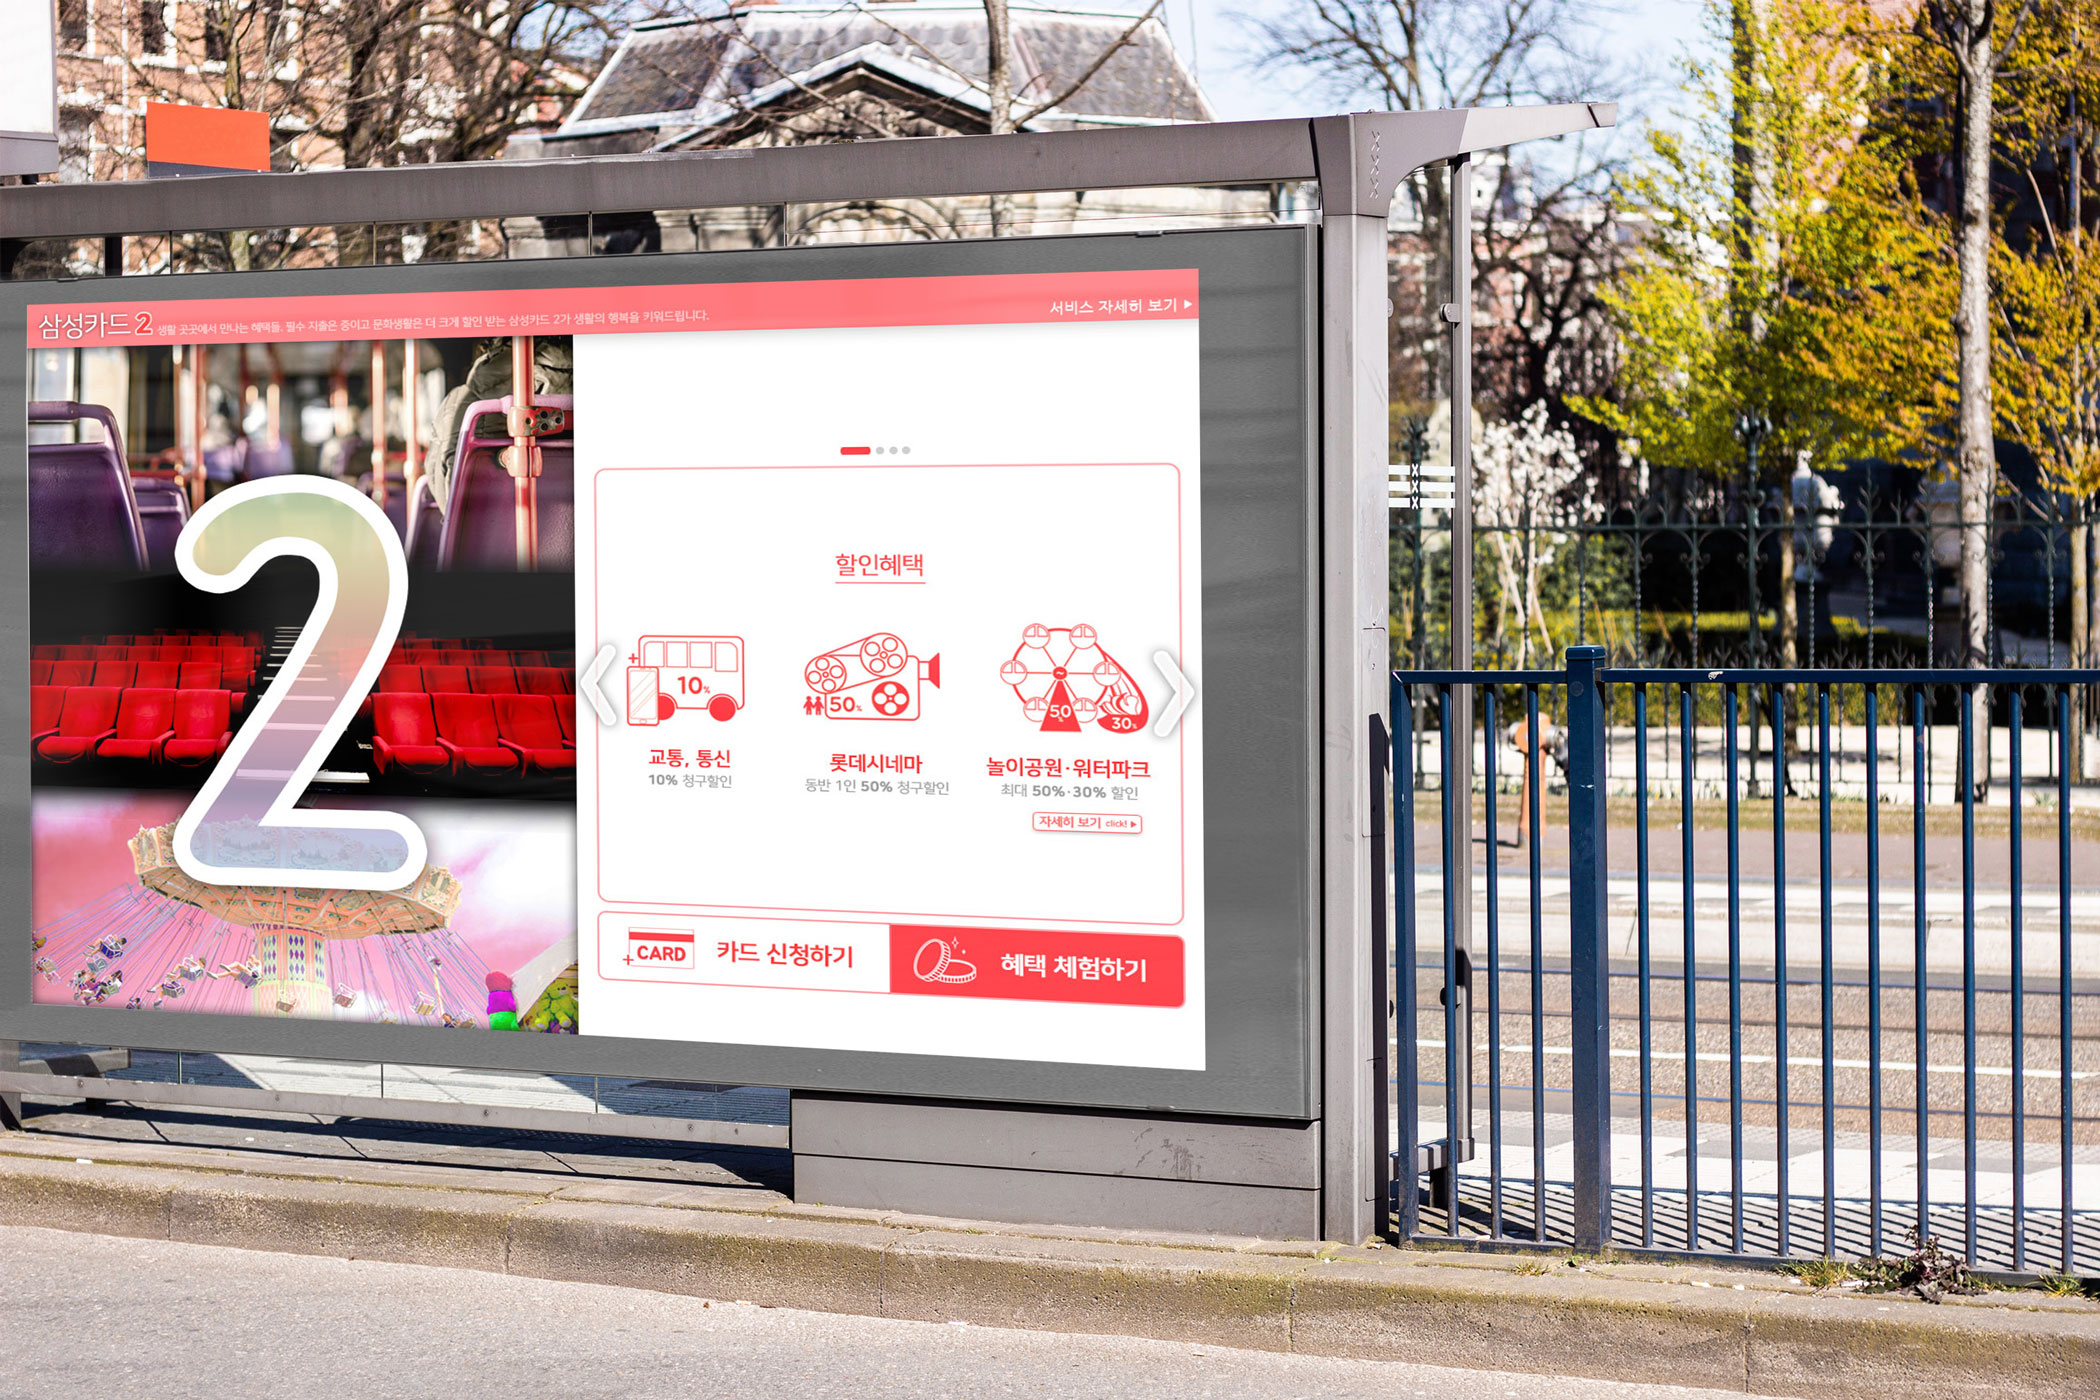 삼성카드 2 생활 곳곳에서 만나는 혜택들. 필수 지출은 줄이고 문화생활은 더 크게 할인 받는 삼성카드 2가 생활의 행복을 키워드립니다.
서비스 자세히 보기 ▶
2
할인혜택
10%
50%
50%
30%
교통, 통신
10% 청구할인
롯데시네마
동반 1인 50% 청구할인
놀이공원·워터파크
최대 50%·30% 할인
자세히 보기 click! ▶
CARD
카드 신청하기
혜택 체험하기
XXX